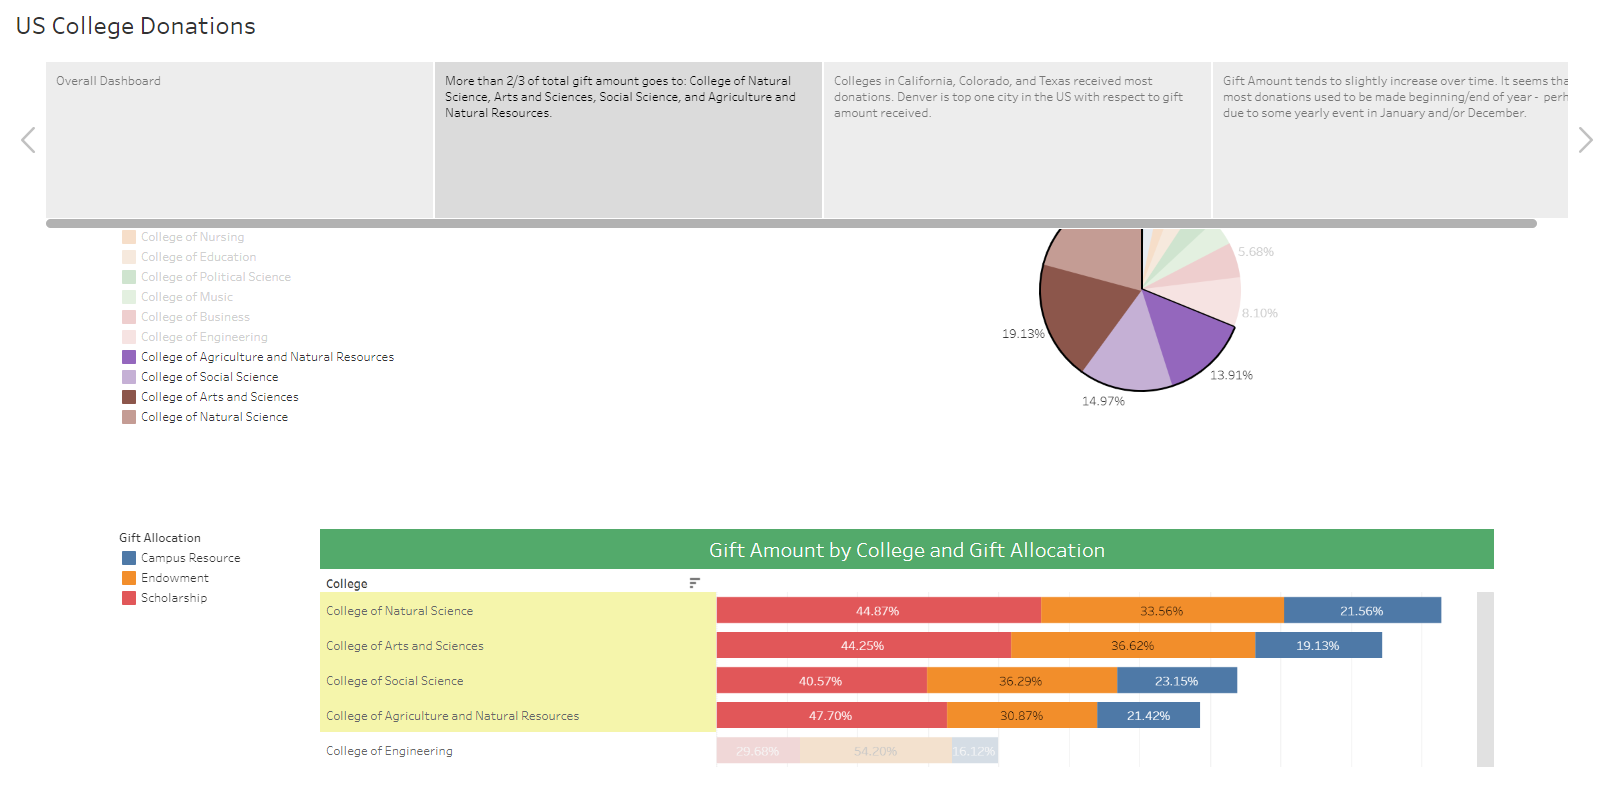 US College Donations
Overall Dashboard
More than 2/3 of total gift amount goes to: College of Natural
Science, Arts and Sciences, Social Science, and Agriculture and
Natural Resources.
Colleges in California, Colorado, and Texas received most
donations. Denver is top one city in the US with respect to gift
amount received.
Gift Amount tends to slightly increase over time. It seems
most donations used to be made beginning/end of year -
due to some yearly event in January and/or December.
College of Nursing
College of Education
College of Political Science
College of Music
College of Business
College of Engineering
College of Agriculture and Natural Resources
College of Social Science
College of Arts and Sciences
College of Natural Science
5.68%
8.10%
19.13%
13.91%
14.97%
Gift Allocation
Campus Resource
Endowment
Scholarship
Gift Amount by College and Gift Allocation
College
College of Natural Science 44.87% 33.56% 21.56%
College of Arts and Sciences 44.25% 36.62% 19.13%
College of Social Science 40.57% 36.29% 23.15%
College of Agriculture and Natural Resources 47.70% 30.87% 21.42%
College of Engineering 29.68% 54.20% 16.12%